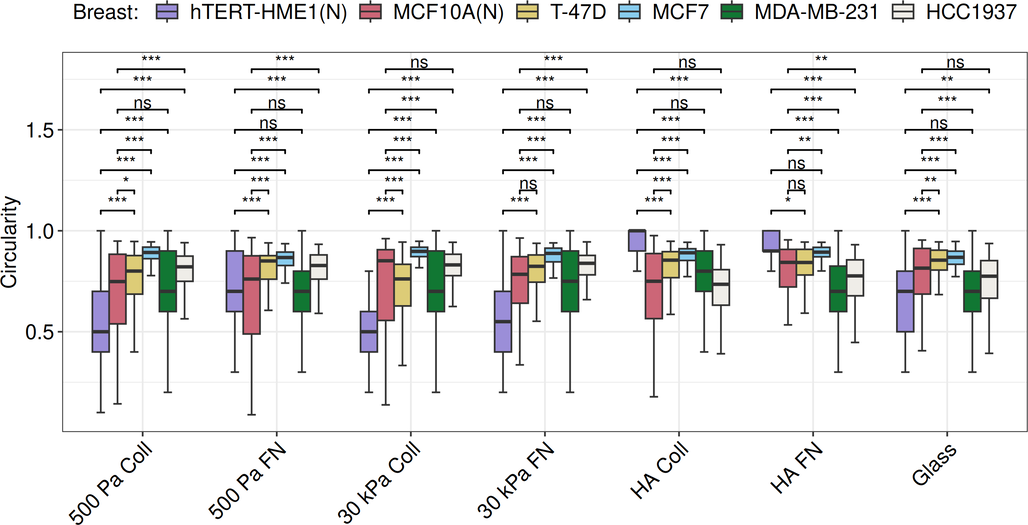 Breast: hTERT-HME1(N) MCF10A(N) T-47D MCF7 MDA-MB-231 HCC1937
*** *** ns *** ns ** ns
*** *** *** *** *** *** **
ns ns *** ns ns *** ***
*** ns *** *** *** *** ns
*** *** *** *** *** ** ***
*** *** *** *** *** ns ***
* *** *** ns *** ns **
*** *** *** *** *** * ***
1.5
1.0
0.5
Circularity
500 Pa Coll
500 Pa FN
30 kPa Coll
30 kPa FN
HA Coll
HA FN
Glass